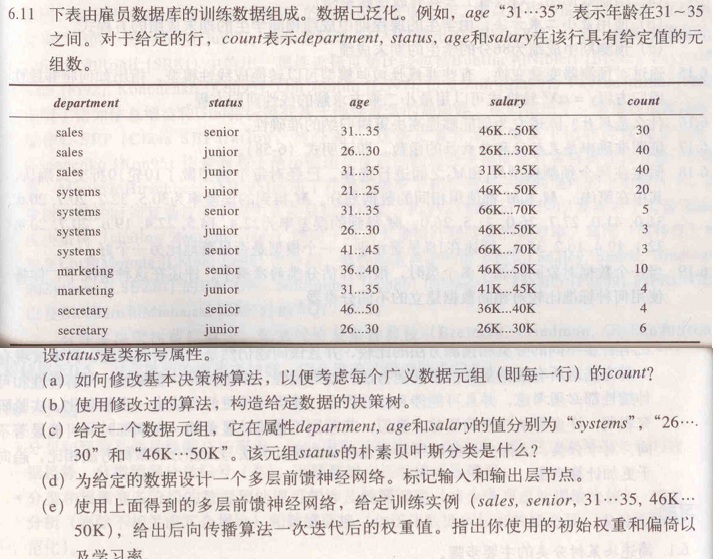 6.11 下表由雇员数据库的训练数据组成。数据已泛化。例如，age “31…35” 表示年龄在31~35
之间。对于给定的行，count表示department, status, age和salary在该行具有给定值的元
组数。
department status age salary count
sales senior 31…35 46K…50K 30
sales junior 26…30 26K…30K 40
sales junior 31…35 31K…35K 40
systems junior 21…25 46K…50K 20
systems senior 31…35 66K…70K 5
systems junior 26…30 46K…50K 3
systems senior 41…45 66K…70K 3
marketing senior 36…40 46K…50K 10
marketing junior 31…35 41K…45K 4
secretary senior 46…50 36K…40K 4
secretary junior 26…30 26K…30K 6
设status是类标号属性。
(a) 如何修改基本决策树算法，以便考虑每个广义数据元组（即每一行）的count?
(b) 使用修改过的算法，构造给定数据的决策树。
(c) 给定一个数据元组，它在属性department, age和salary的值分别为 “systems”, “26…
30” 和 “46K…50K”。该元组status的朴素贝叶斯分类是什么？
(d) 为给定的数据设计一个多层前馈神经网络。标记输入和输出层节点。
(e) 使用上面得到的多层前馈神经网络，给定训练实例 (sales, senior, 31…35, 46K…
50K)，给出后向传播算法一次迭代后的权重值。指出你使用的初始权重和偏倚以
及学习率。